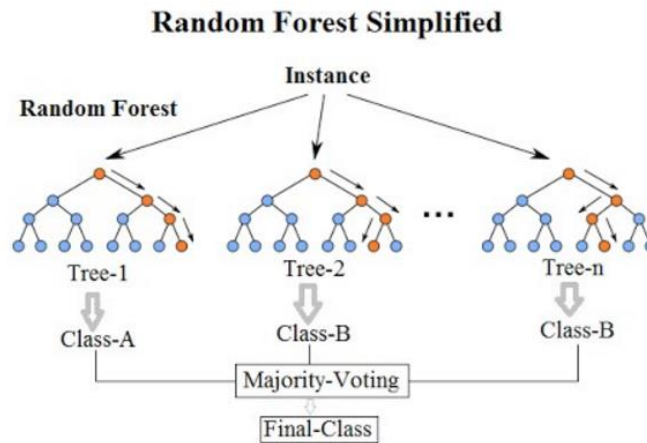 Random Forest Simplified
Instance
Random Forest
...
Tree-1
Tree-2
Tree-n
Class-A
Class-B
Class-B
Majority-Voting
Final-Class